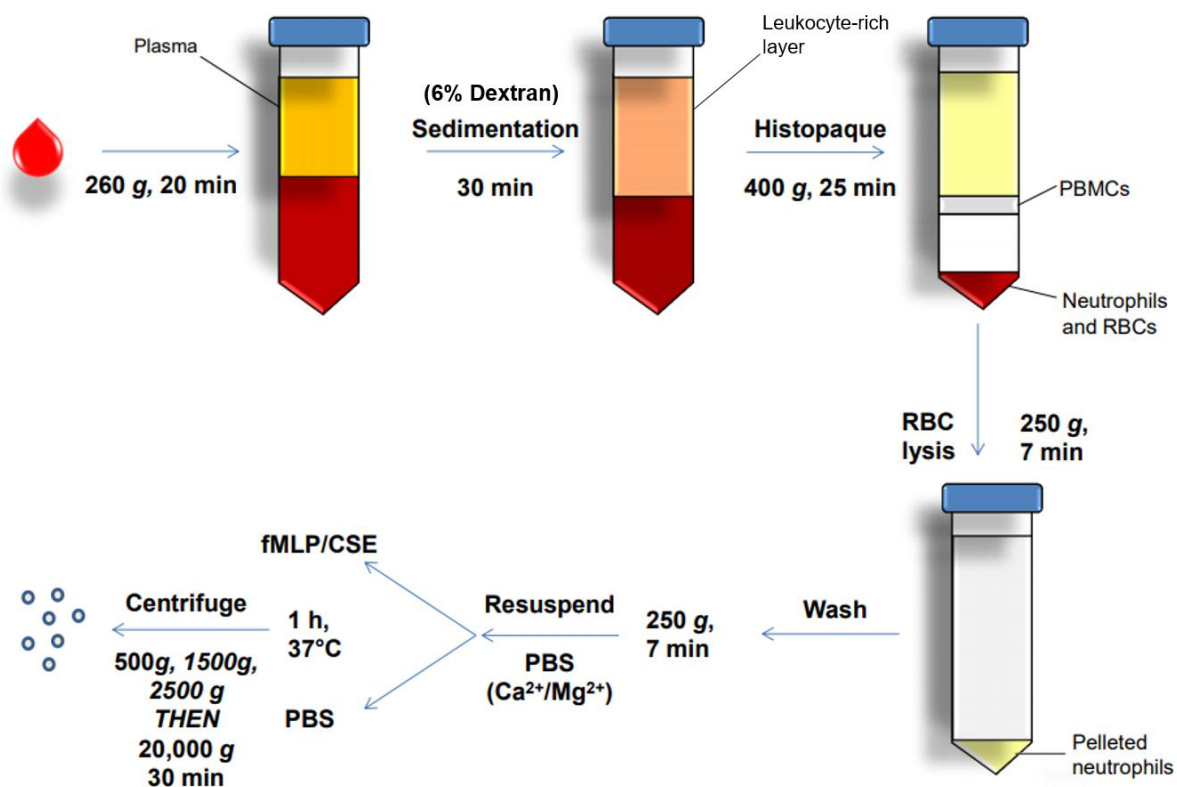 Plasma
260 g, 20 min
(6% Dextran)
Sedimentation
30 min
Leukocyte-rich
layer
Histopaque
400 g, 25 min
PBMCs
Neutrophils
and RBCs
RBC
lysis
250 g,
7 min
Pelleted
neutrophils
Wash
250 g,
7 min
Resuspend
PBS
(Ca²⁺/Mg²⁺)
fMLP/CSE
1 h,
37°C
PBS
Centrifuge
500g, 1500g,
2500 g
THEN
20,000 g
30 min